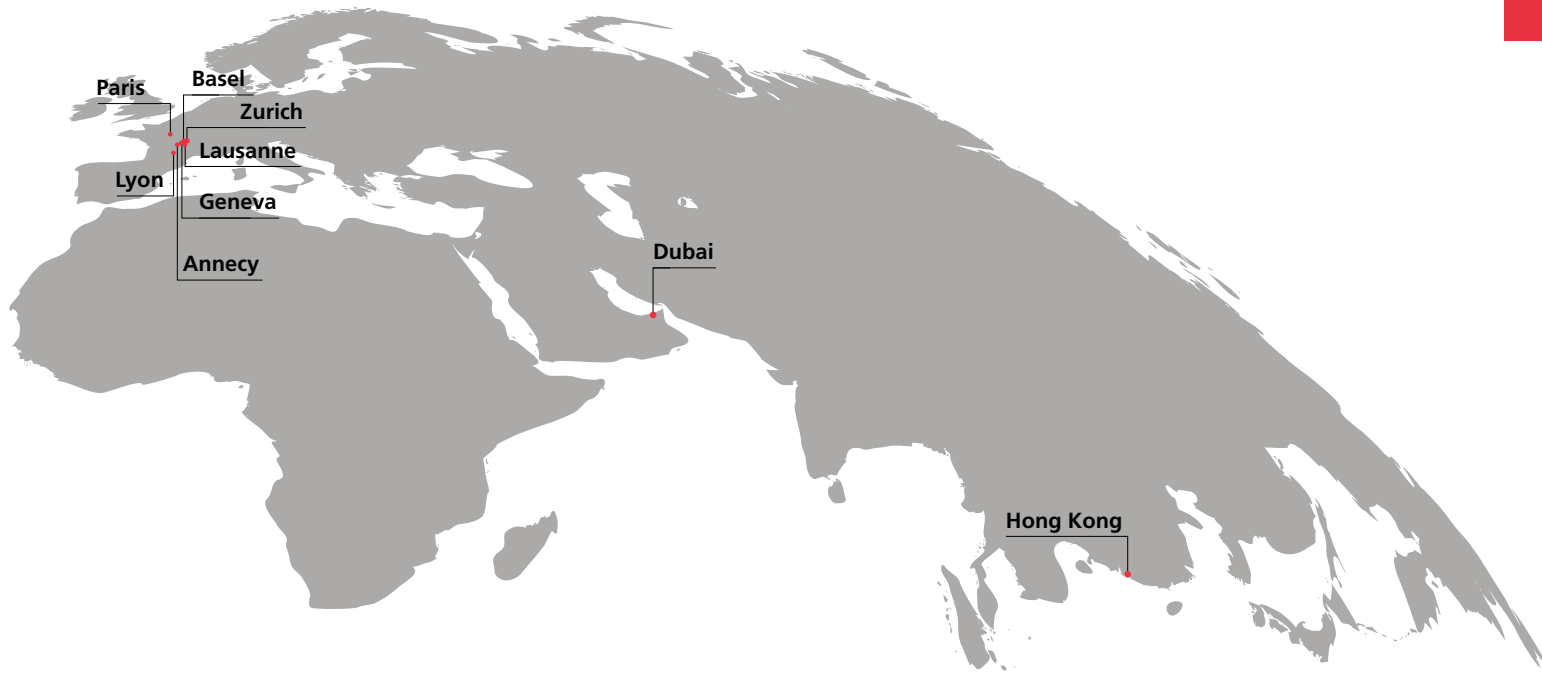 Basel
Paris
Zurich
Lausanne
Lyon
Geneva
Annecy
Dubai
Hong Kong